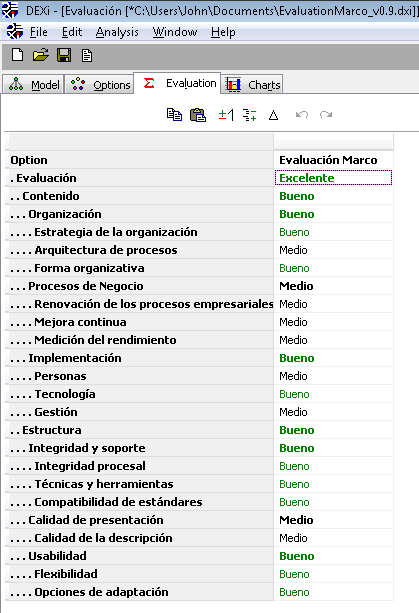 DEXi - [Evaluación [*C:\Users\John\Documents\EvaluationMarco_v0.9.dxi]]
File Edit Analysis Window Help
Model Options Evaluation Charts
Option Evaluación Marco
. Evaluación Excelente
. . Contenido Bueno
. . . Organización Bueno
. . . . Estrategia de la organización Bueno
. . . . Arquitectura de procesos Medio
. . . . Forma organizativa Bueno
. . . Procesos de Negocio Medio
. . . . Renovación de los procesos empresariales Medio
. . . . Mejora continua Medio
. . . . Medición del rendimiento Medio
. . . Implementación Bueno
. . . . Personas Medio
. . . . Tecnología Bueno
. . . . Gestión Medio
. . Estructura Bueno
. . . Integridad y soporte Bueno
. . . . Integridad procesal Bueno
. . . . Técnicas y herramientas Bueno
. . . . Compatibilidad de estándares Bueno
. . . Calidad de presentación Medio
. . . . Calidad de la descripción Medio
. . . Usabilidad Bueno
. . . . Flexibilidad Bueno
. . . . Opciones de adaptación Bueno